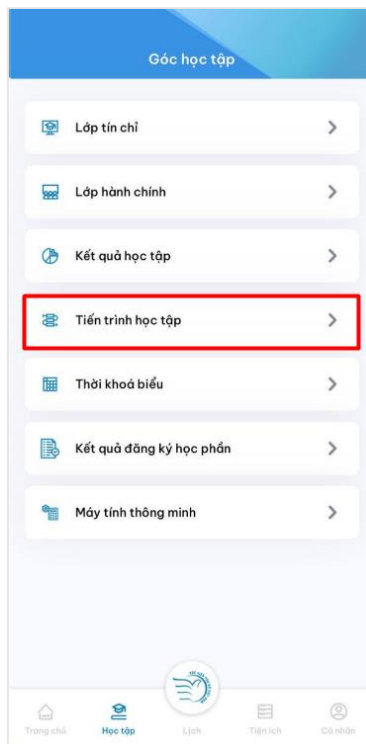 Góc học tập
Lớp tín chỉ
Lớp hành chính
Kết quả học tập
Tiến trình học tập
Thời khoá biểu
Kết quả đăng ký học phần
Máy tính thông minh
Trang chủ
Học tập
Lịch
Tiện ích
Cá nhân